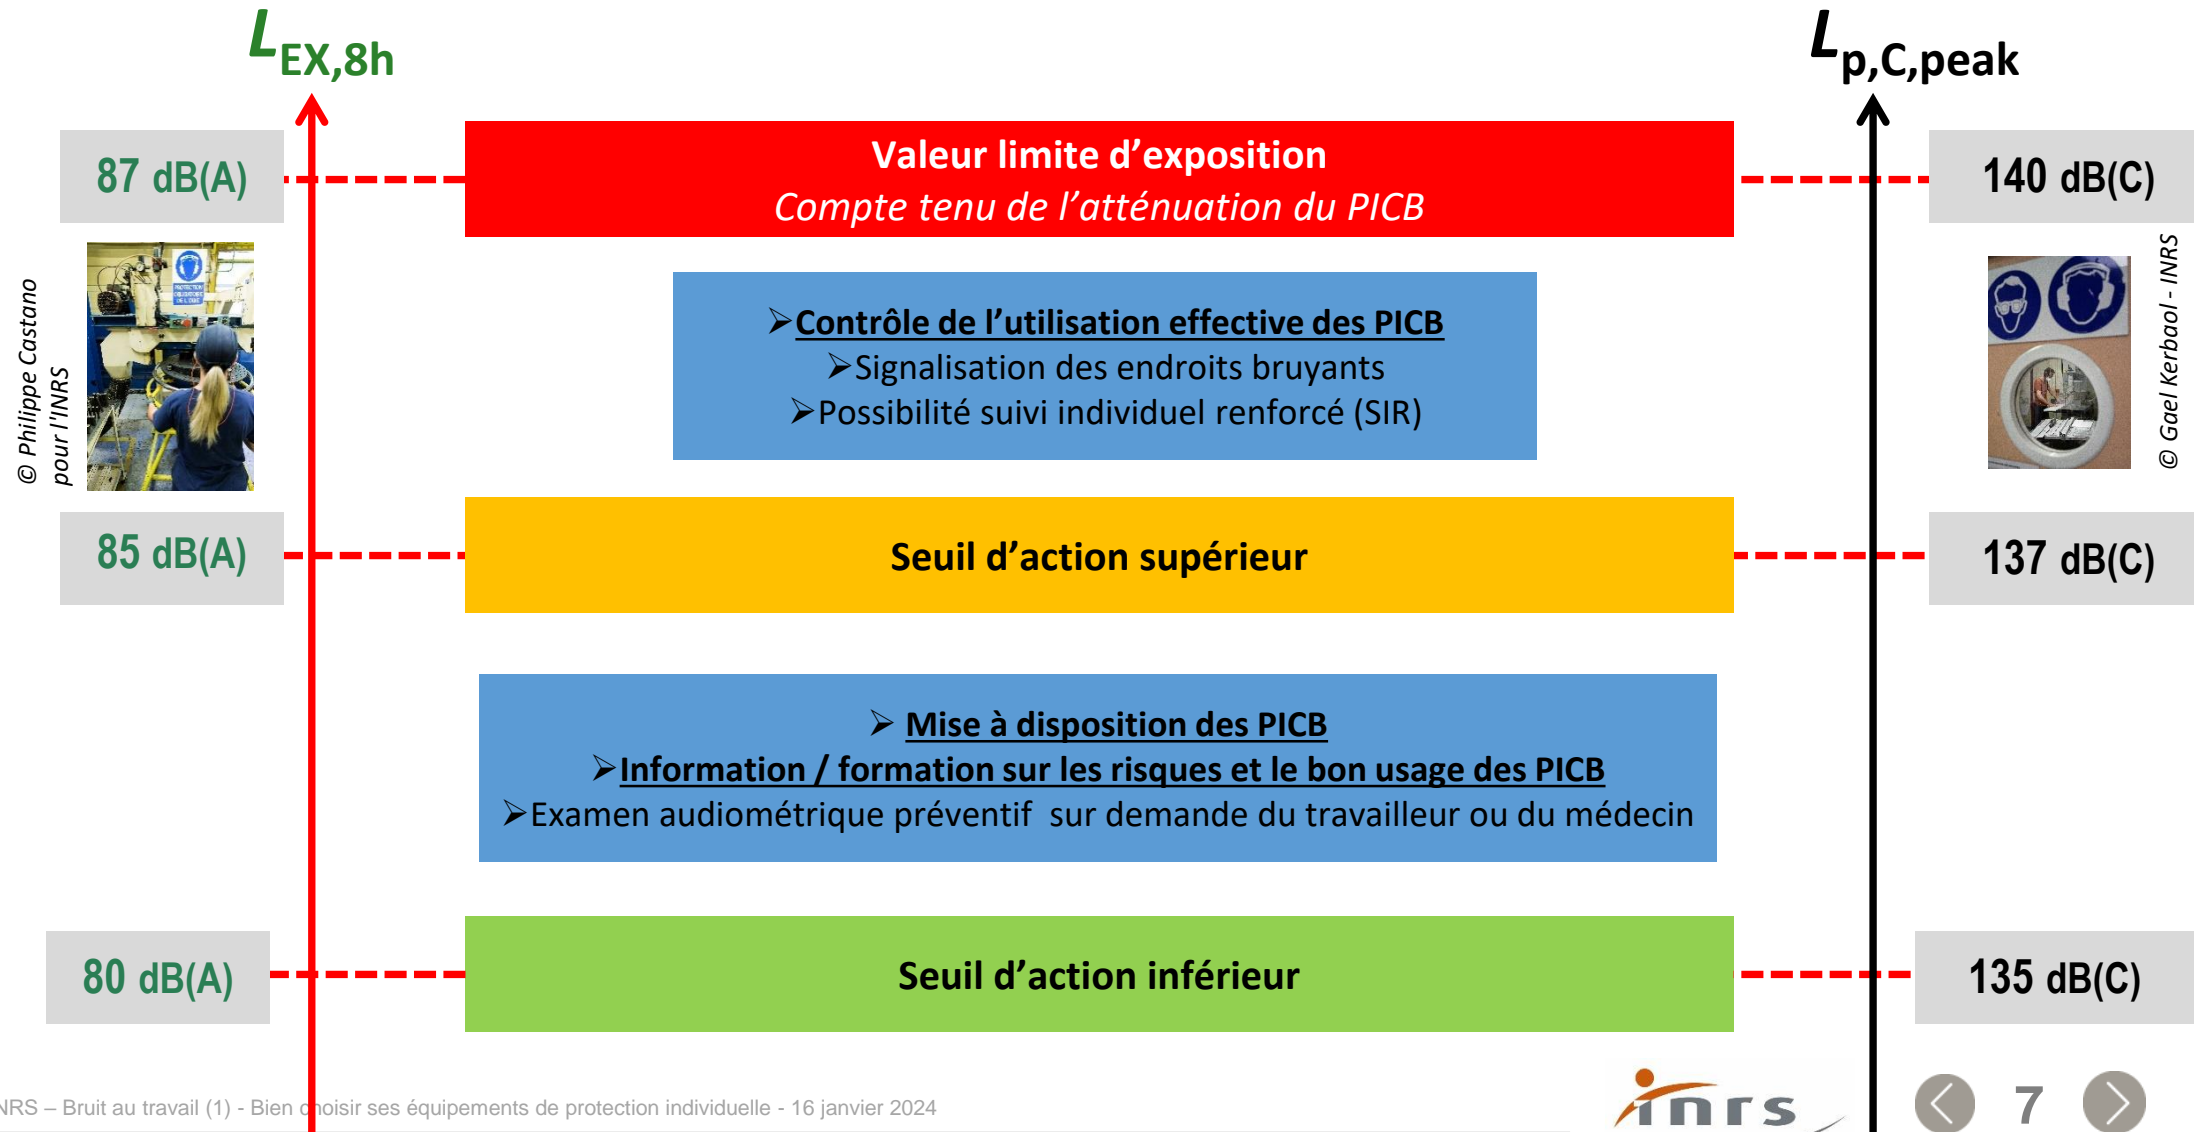 LEX,8h
Lp,C,peak
87 dB(A)
Valeur limite d’exposition
Compte tenu de l’atténuation du PICB
140 dB(C)
© Philippe Castano
pour l'INRS
PROTECTION
OBLIGATOIRE
DE L'OUIE
➢Contrôle de l’utilisation effective des PICB
➢Signalisation des endroits bruyants
➢Possibilité suivi individuel renforcé (SIR)
© Gael Kerbaol - INRS
85 dB(A)
Seuil d’action supérieur
137 dB(C)
➢ Mise à disposition des PICB
➢Information / formation sur les risques et le bon usage des PICB
➢Examen audiométrique préventif  sur demande du travailleur ou du médecin
80 dB(A)
Seuil d’action inférieur
135 dB(C)
NRS – Bruit au travail (1) - Bien choisir ses équipements de protection individuelle - 16 janvier 2024
inrs
7